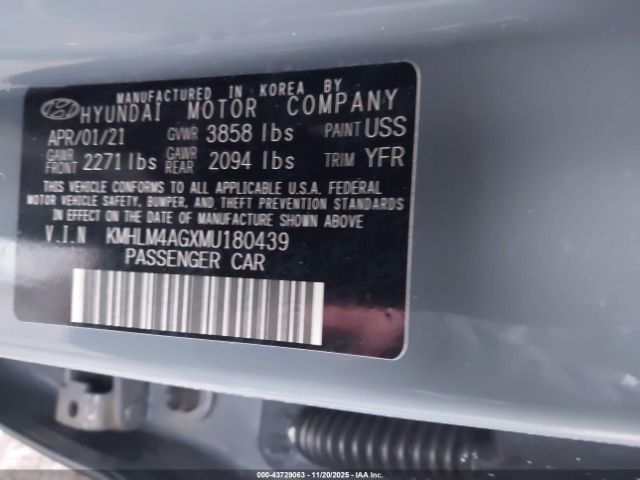 MANUFACTURED IN KOREA BY
HYUNDAI MOTOR COMPANY
APR/01/21 GVWR 3858 lbs PAINT USS
GAWR FRONT 2271 lbs GAWR REAR 2094 lbs TRIM YFR
THIS VEHICLE CONFORMS TO ALL APPLICABLE U.S.A. FEDERAL
MOTOR VEHICLE SAFETY, BUMPER, AND THEFT PREVENTION STANDARDS
IN EFFECT ON THE DATE OF MANUFACTURE SHOWN ABOVE
V.I.N KMHLM4AGXMU180439
PASSENGER CAR
000-43729063 - 11/20/2025 - IAAI.com